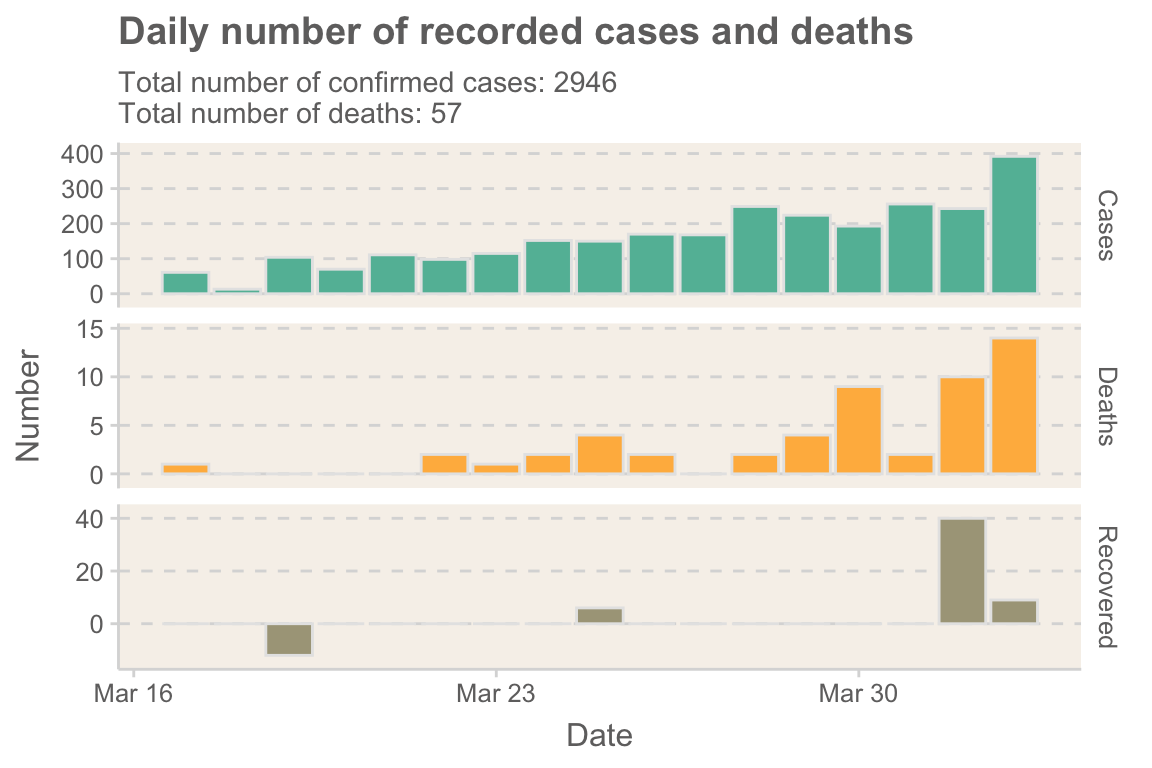 Daily number of recorded cases and deaths
Total number of confirmed cases: 2946
Total number of deaths: 57
400
300
200
100
0
Cases
15
10
5
0
Deaths
40
20
0
Recovered
Number
Mar 16
Mar 23
Mar 30
Date